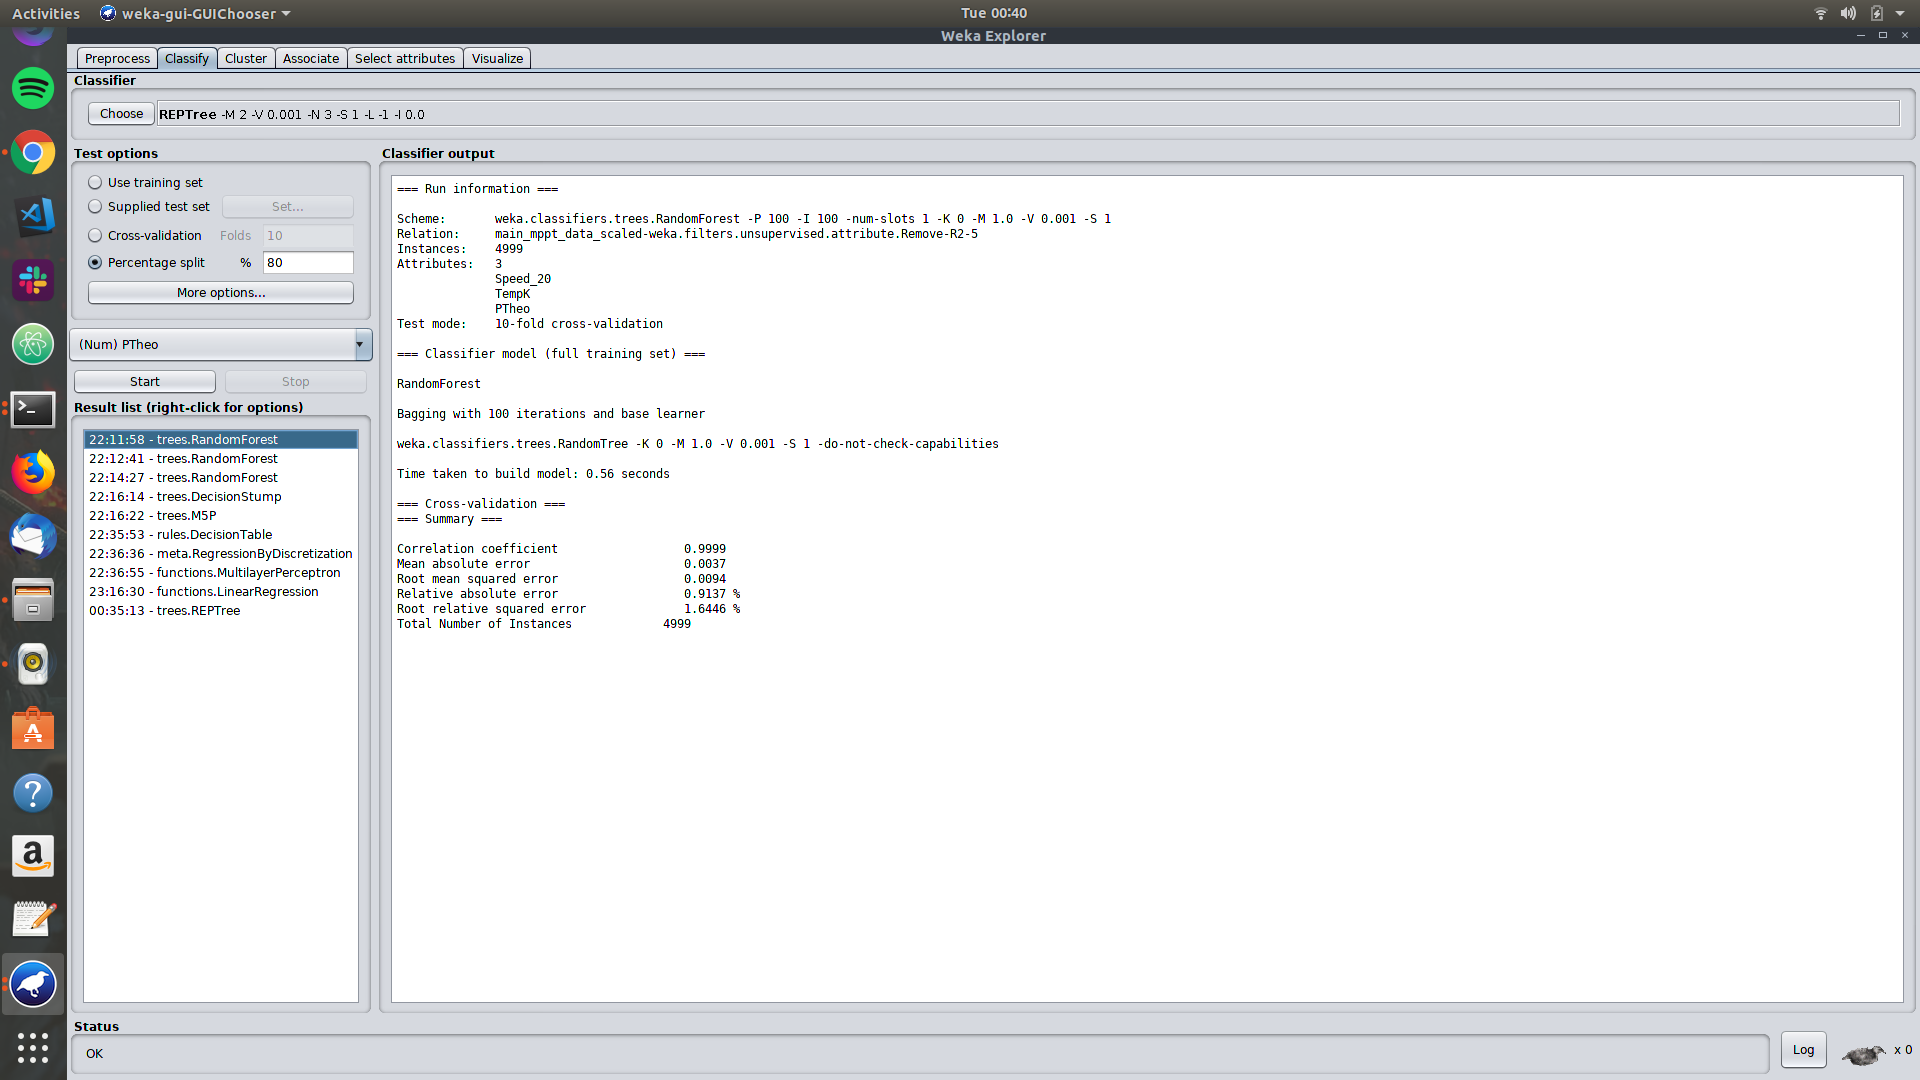 Activities weka-gui-GUIChooser Tue 00:40
Weka Explorer
Preprocess Classify Cluster Associate Select attributes Visualize
Classifier
Choose REPTree -M 2 -V 0.001 -N 3 -S 1 -L -1 -I 0.0
Test options
Use training set
Supplied test set Set...
Cross-validation Folds 10
Percentage split % 80
More options...
(Num) PTheo
Start Stop
Result list (right-click for options)
22:11:58 - trees.RandomForest
22:12:41 - trees.RandomForest
22:14:27 - trees.RandomForest
22:16:14 - trees.DecisionStump
22:16:22 - trees.M5P
22:35:53 - rules.DecisionTable
22:36:36 - meta.RegressionByDiscretization
22:36:55 - functions.MultilayerPerceptron
23:16:30 - functions.LinearRegression
00:35:13 - trees.REPTree
Classifier output
=== Run information ===
Scheme: weka.classifiers.trees.RandomForest -P 100 -I 100 -num-slots 1 -K 0 -M 1.0 -V 0.001 -S 1
Relation: main_mppt_data_scaled-weka.filters.unsupervised.attribute.Remove-R2-5
Instances: 4999
Attributes: 3
Speed_20
TempK
PTheo
Test mode: 10-fold cross-validation
=== Classifier model (full training set) ===
RandomForest
Bagging with 100 iterations and base learner
weka.classifiers.trees.RandomTree -K 0 -M 1.0 -V 0.001 -S 1 -do-not-check-capabilities
Time taken to build model: 0.56 seconds
=== Cross-validation ===
=== Summary ===
Correlation coefficient 0.9999
Mean absolute error 0.0037
Root mean squared error 0.0094
Relative absolute error 0.9137 %
Root relative squared error 1.6446 %
Total Number of Instances 4999
Status
OK
Log x 0